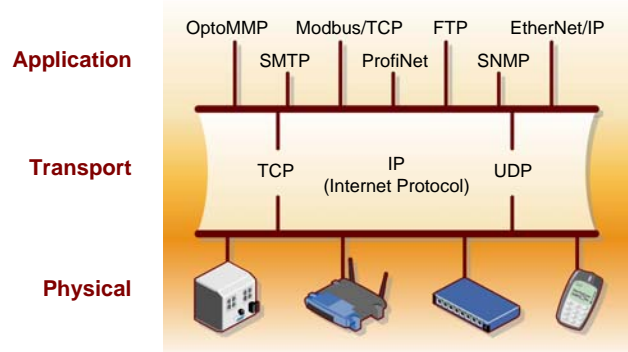 OptoMMP Modbus/TCP FTP EtherNet/IP
Application
SMTP ProfiNet SNMP
Transport
TCP IP UDP
(Internet Protocol)
Physical